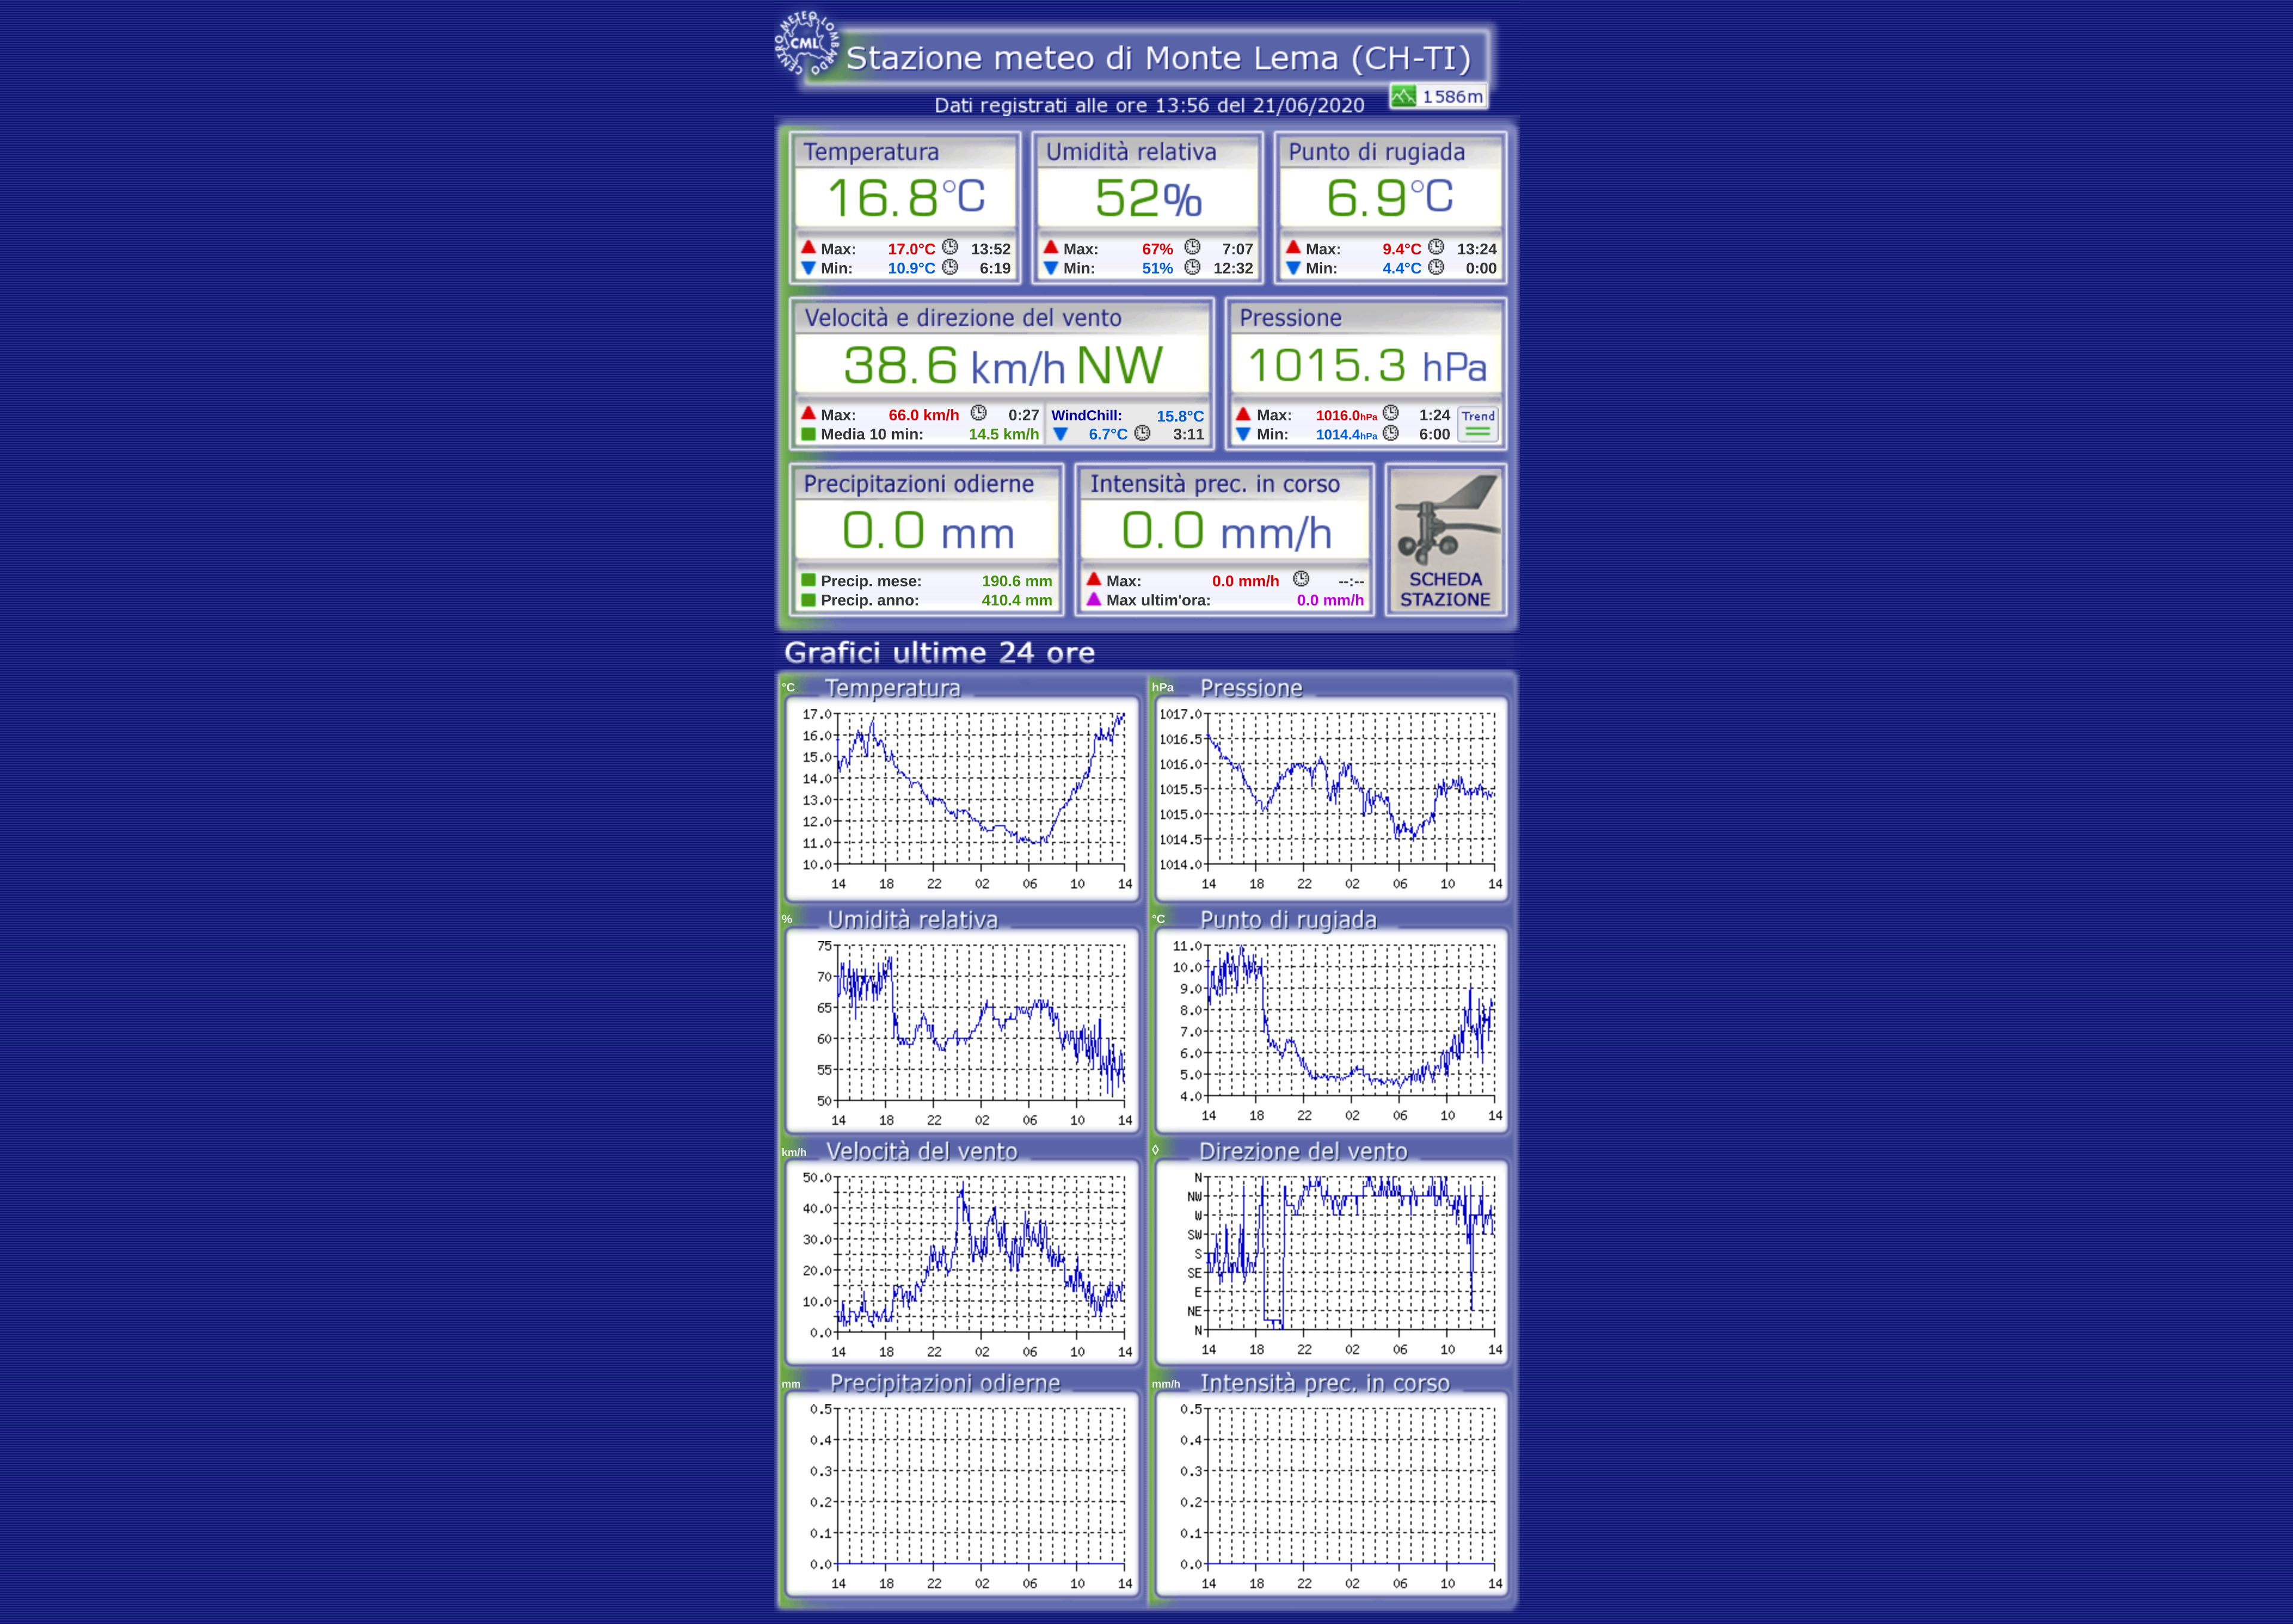 CENTRO METEO LOMBARDO
CML
Stazione meteo di Monte Lema (CH-TI)
1586m
Dati registrati alle ore 13:56 del 21/06/2020
Temperatura
16.8°C
Max: 17.0°C 13:52
Min: 10.9°C 6:19
Umidità relativa
52%
Max: 67% 7:07
Min: 51% 12:32
Punto di rugiada
6.9°C
Max: 9.4°C 13:24
Min: 4.4°C 0:00
Velocità e direzione del vento
38.6 km/h NW
Max: 66.0 km/h 0:27
Media 10 min: 14.5 km/h
WindChill: 15.8°C
6.7°C 3:11
Pressione
1015.3 hPa
Max: 1016.0hPa 1:24
Min: 1014.4hPa 6:00
Trend
Precipitazioni odierne
0.0 mm
Precip. mese: 190.6 mm
Precip. anno: 410.4 mm
Intensità prec. in corso
0.0 mm/h
Max: 0.0 mm/h --:--
Max ultim'ora: 0.0 mm/h
SCHEDA
STAZIONE
Grafici ultime 24 ore
°C Temperatura
17.0
16.0
15.0
14.0
13.0
12.0
11.0
10.0
14 18 22 02 06 10 14
hPa Pressione
1017.0
1016.5
1016.0
1015.5
1015.0
1014.5
1014.0
14 18 22 02 06 10 14
% Umidità relativa
75
70
65
60
55
50
14 18 22 02 06 10 14
°C Punto di rugiada
11.0
10.0
9.0
8.0
7.0
6.0
5.0
4.0
14 18 22 02 06 10 14
km/h Velocità del vento
50.0
40.0
30.0
20.0
10.0
0.0
14 18 22 02 06 10 14
◊ Direzione del vento
N
NW
W
SW
S
SE
E
NE
N
14 18 22 02 06 10 14
mm Precipitazioni odierne
0.5
0.4
0.3
0.2
0.1
0.0
14 18 22 02 06 10 14
mm/h Intensità prec. in corso
0.5
0.4
0.3
0.2
0.1
0.0
14 18 22 02 06 10 14